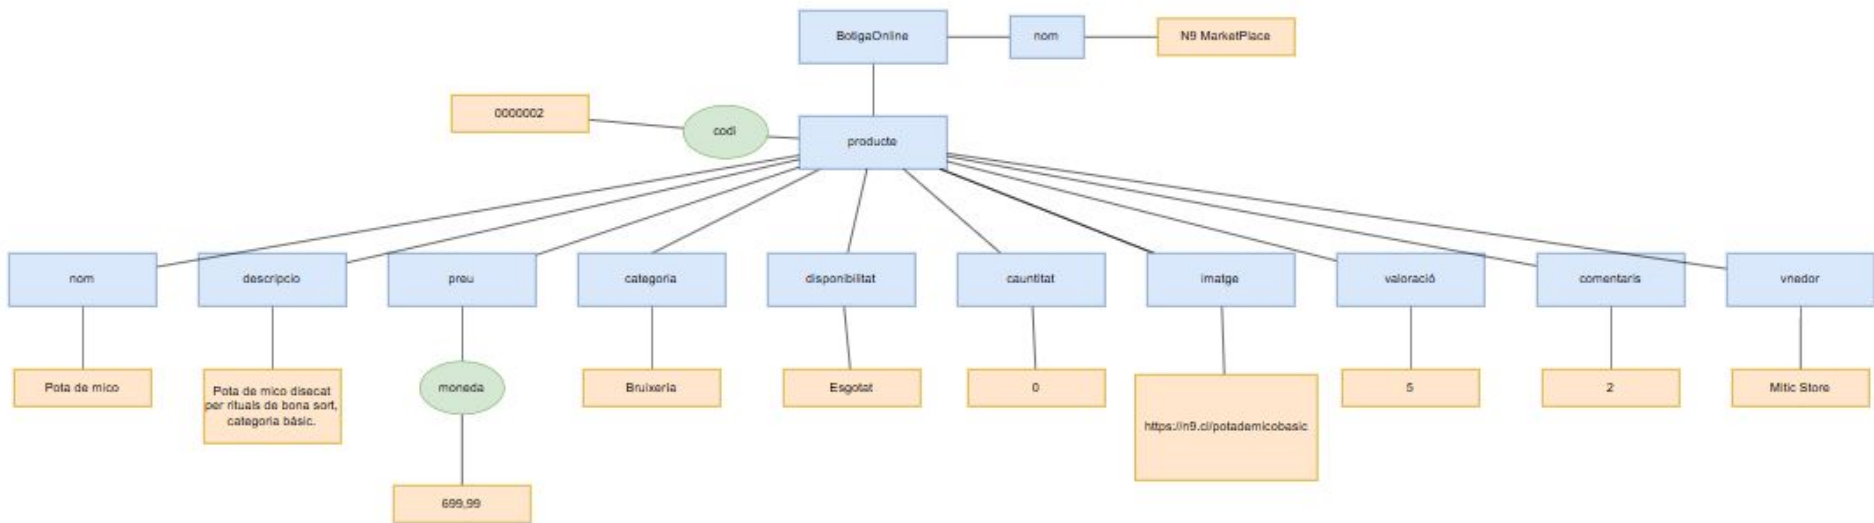 BotigaOnline
nom
N9 MarketPlace
0000002
codi
producte
nom
descripcio
preu
categoria
disponibilitat
cauntitat
imatge
valoració
comentaris
vnedor
Pota de mico
Pota de mico disecat
per rituals de bona sort,
categoria bàsic.
moneda
Bruixeria
Esgotat
0
https://n9.cl/potademicobasic
5
2
Mitic Store
699,99